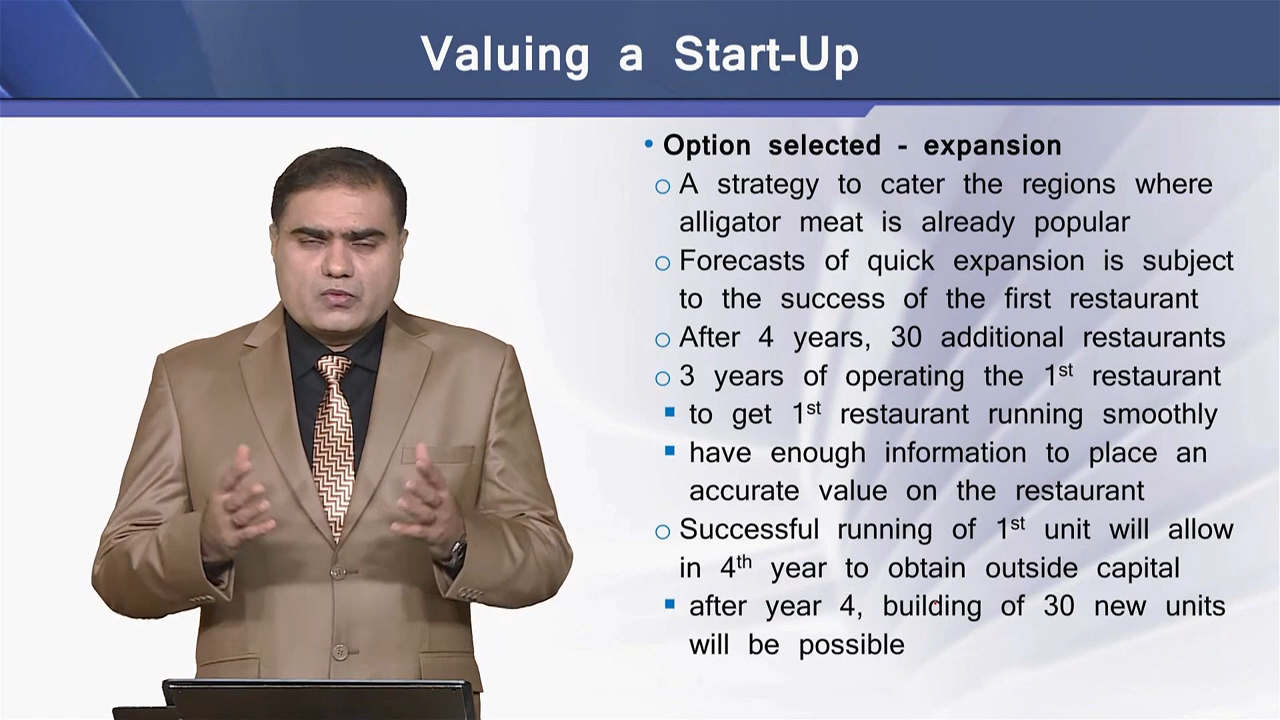 Valuing a Start-Up
• Option selected - expansion
○ A strategy to cater the regions where
alligator meat is already popular
○ Forecasts of quick expansion is subject
to the success of the first restaurant
○ After 4 years, 30 additional restaurants
○ 3 years of operating the 1st restaurant
▪ to get 1st restaurant running smoothly
▪ have enough information to place an
accurate value on the restaurant
○ Successful running of 1st unit will allow
in 4th year to obtain outside capital
▪ after year 4, building of 30 new units
will be possible